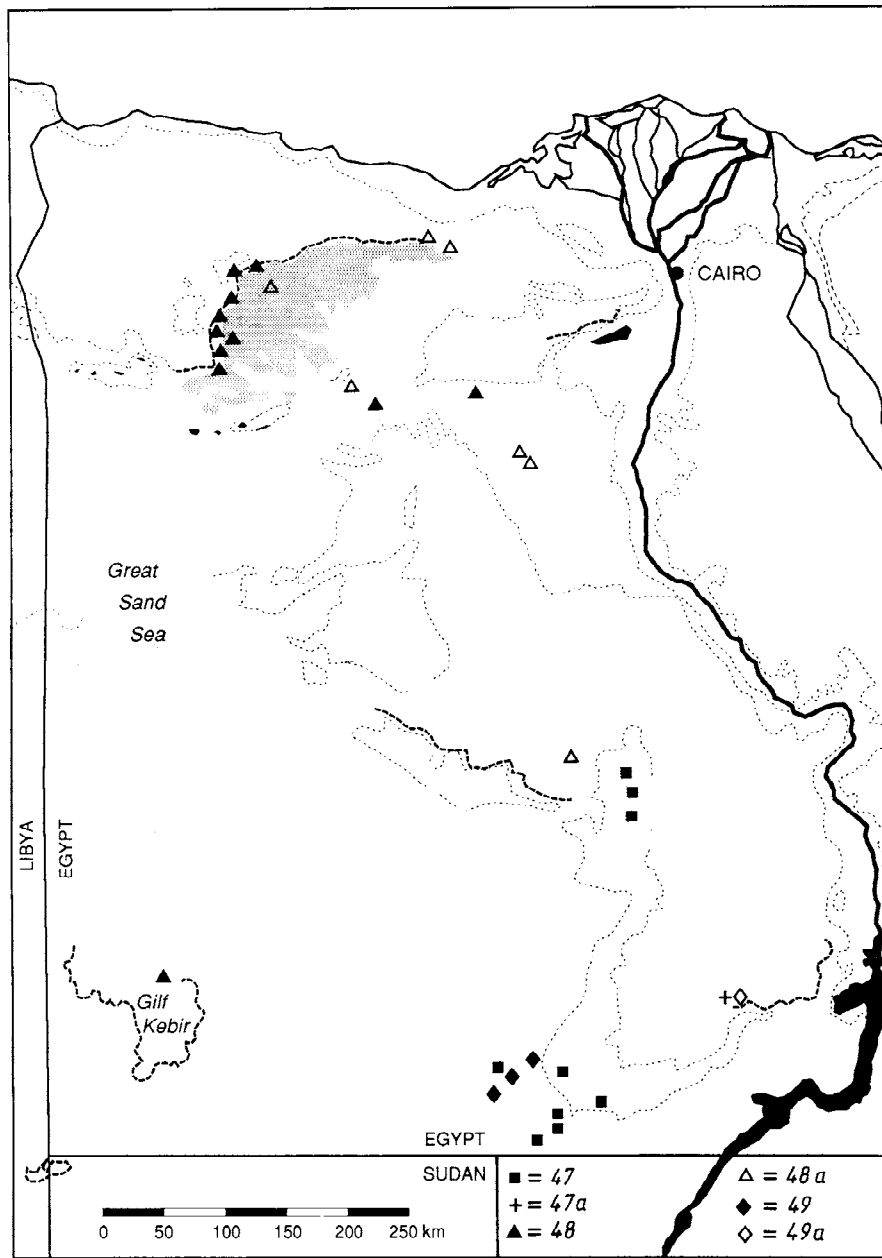 CAIRO
Great
Sand
Sea
LIBYA
EGYPT
Gilf
Kebir
EGYPT
SUDAN
■ = 47
+ = 47a
▲ = 48
△ = 48a
◆ = 49
◇ = 49a
0 50 100 150 200 250 km